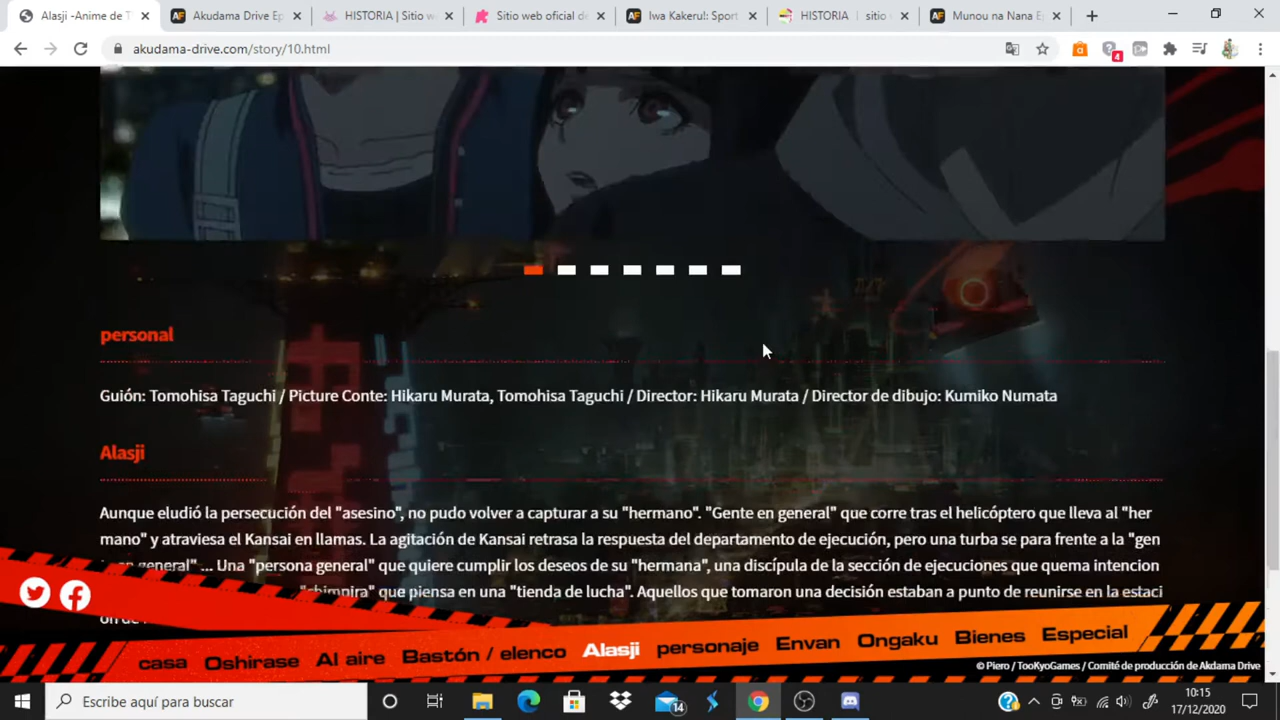 Alasji -Anime de T
Akudama Drive Ep
HISTORIA | Sitio w
Sitio web oficial de
Iwa Kakeru!: Sport
HISTORIA | sitio
Munou na Nana E
akudama-drive.com/story/10.html
4
personal
Guión: Tomohisa Taguchi / Picture Conte: Hikaru Murata, Tomohisa Taguchi / Director: Hikaru Murata / Director de dibujo: Kumiko Numata
Alasji
Aunque eludió la persecución del "asesino", no pudo volver a capturar a su "hermano". "Gente en general" que corre tras el helicóptero que lleva al "her
mano" y atraviesa el Kansai en llamas. La agitación de Kansai retrasa la respuesta del departamento de ejecución, pero una turba se para frente a la "gen
general" ... Una "persona general" que quiere cumplir los deseos de su "hermana", una discípula de la sección de ejecuciones que quema intencion
"chimpira" que piensa en una "tienda de lucha". Aquellos que tomaron una decisión estaban a punto de reunirse en la estaci
on de
casa Oshirase Al aire Bastón / elenco Alasji personaje Envan Ongaku Bienes Especial
© Piero / TooKyoGames / Comité de producción de Akdama Drive
Escribe aquí para buscar
14
10:15
17/12/2020